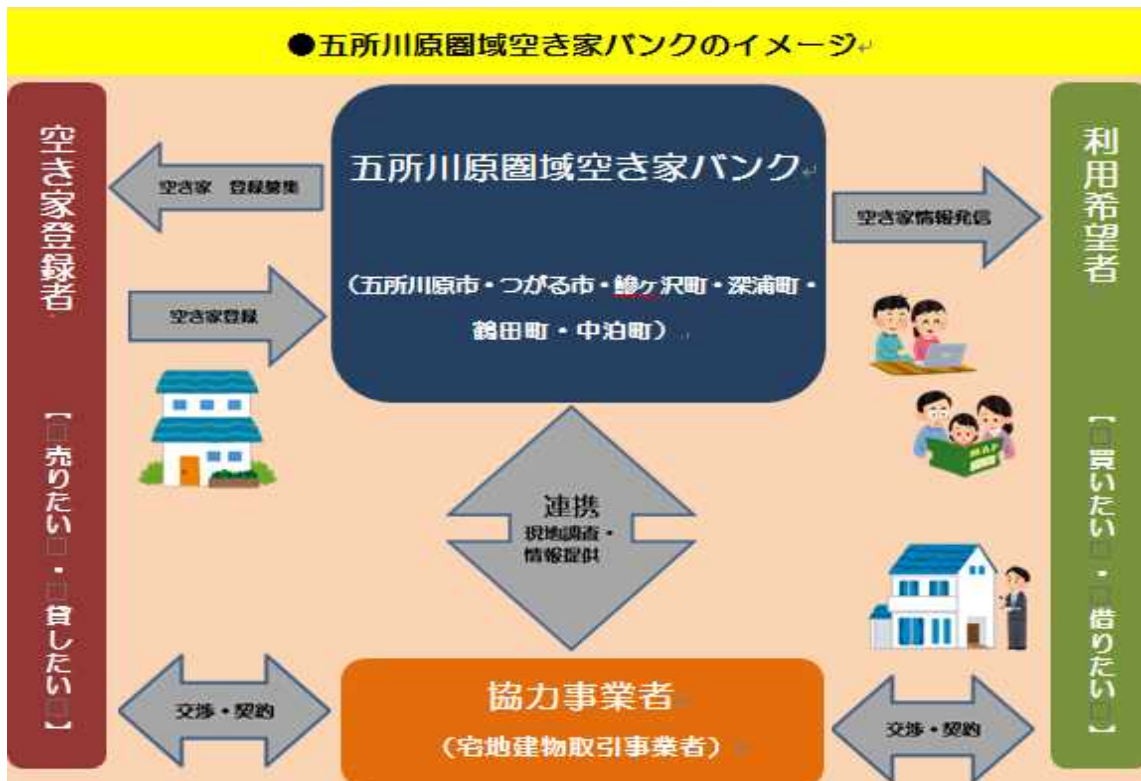 ●五所川原圏域空き家バンクのイメージ↵
空き家登録者
【□売りたい□・□貸したい□】
空き家 登録募集
空き家登録
五所川原圏域空き家バンク↵
（五所川原市・つがる市・鰺ヶ沢町・深浦町・
鶴田町・中泊町）
空き家情報発信
利用希望者
【□買いたい□・□借りたい□】
MAP
連携
現地調査・
情報提供
交渉・契約
協力事業者
（宅地建物取引事業者）
交渉・契約